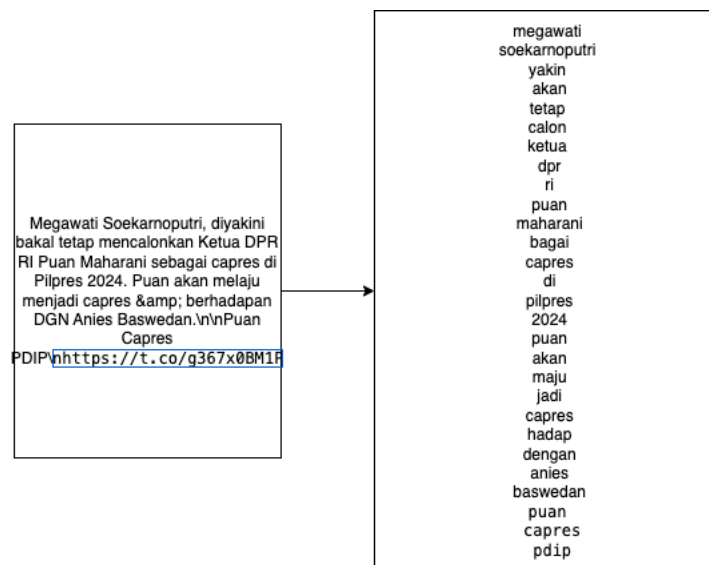 Megawati Soekarnoputri, diyakini
bakal tetap mencalonkan Ketua DPR
RI Puan Maharani sebagai capres di
Pilpres 2024. Puan akan melaju
menjadi capres &amp; berhadapan
DGN Anies Baswedan.\n\nPuan
Capres
PDIP\nhttps://t.co/g367x0BM1F
megawati
soekarnoputri
yakin
akan
tetap
calon
ketua
dpr
ri
puan
maharani
bagai
capres
di
pilpres
2024
puan
akan
maju
jadi
capres
hadap
dengan
anies
baswedan
puan
capres
pdip